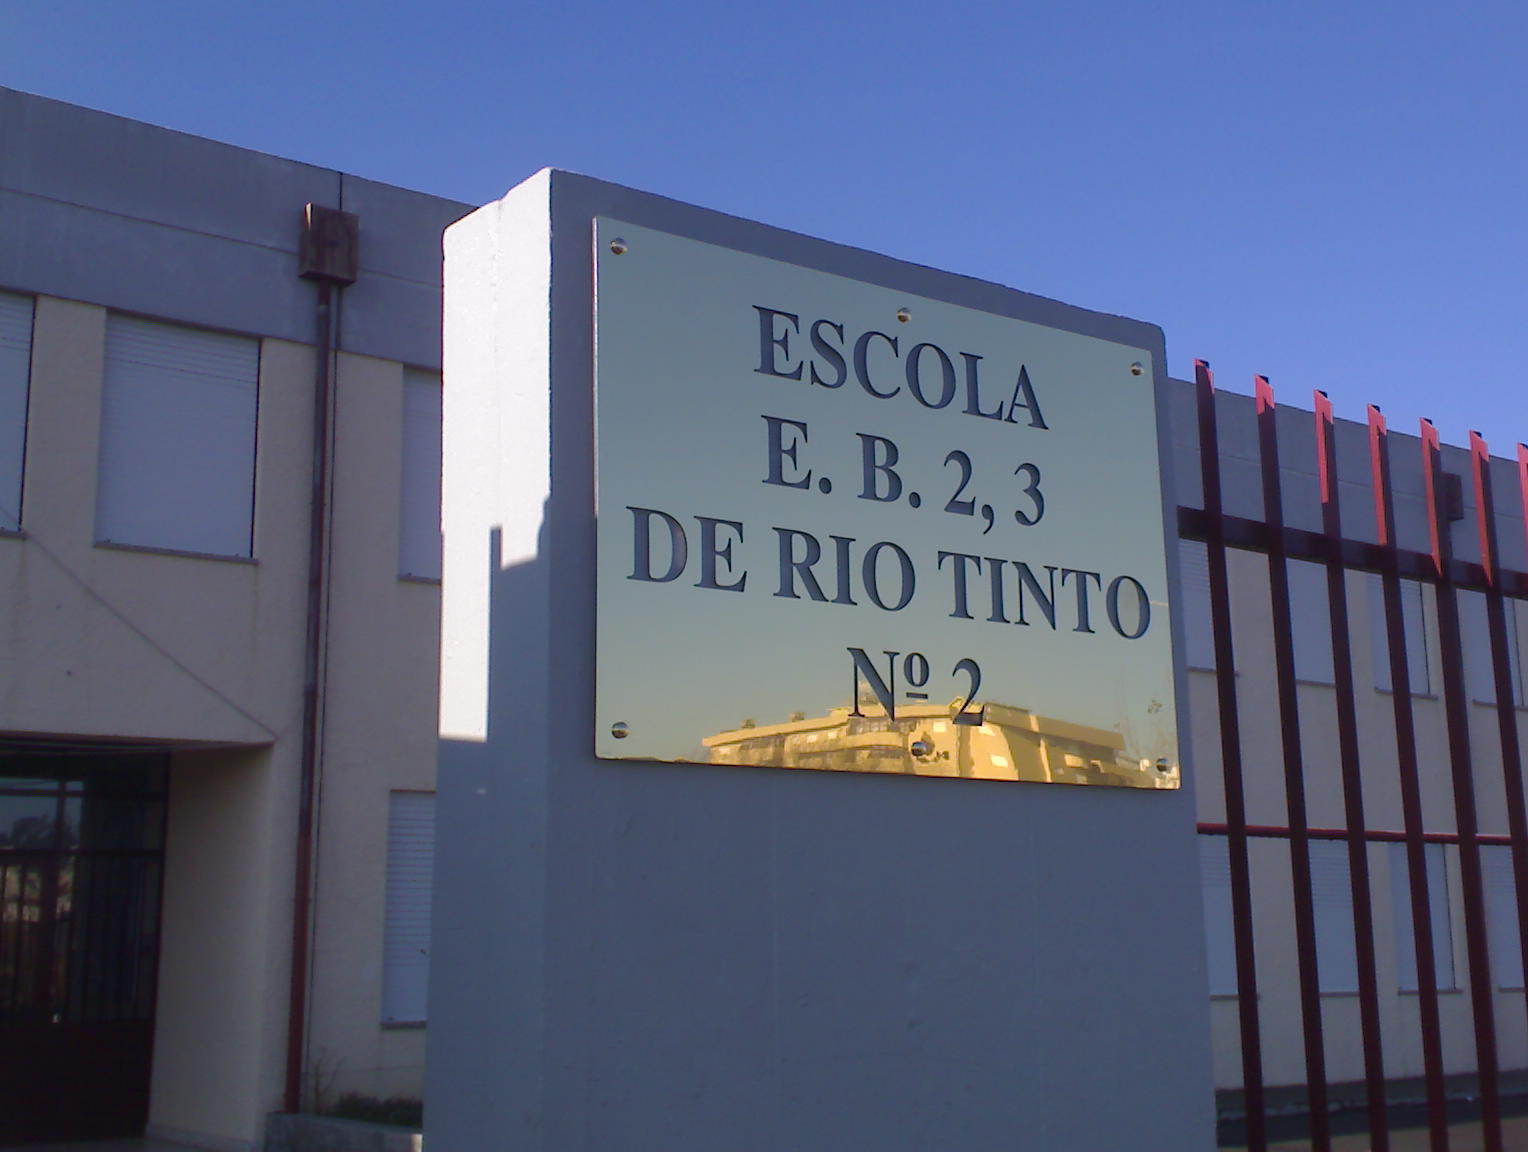 ESCOLA
E. B. 2, 3
DE RIO TINTO
Nº 2